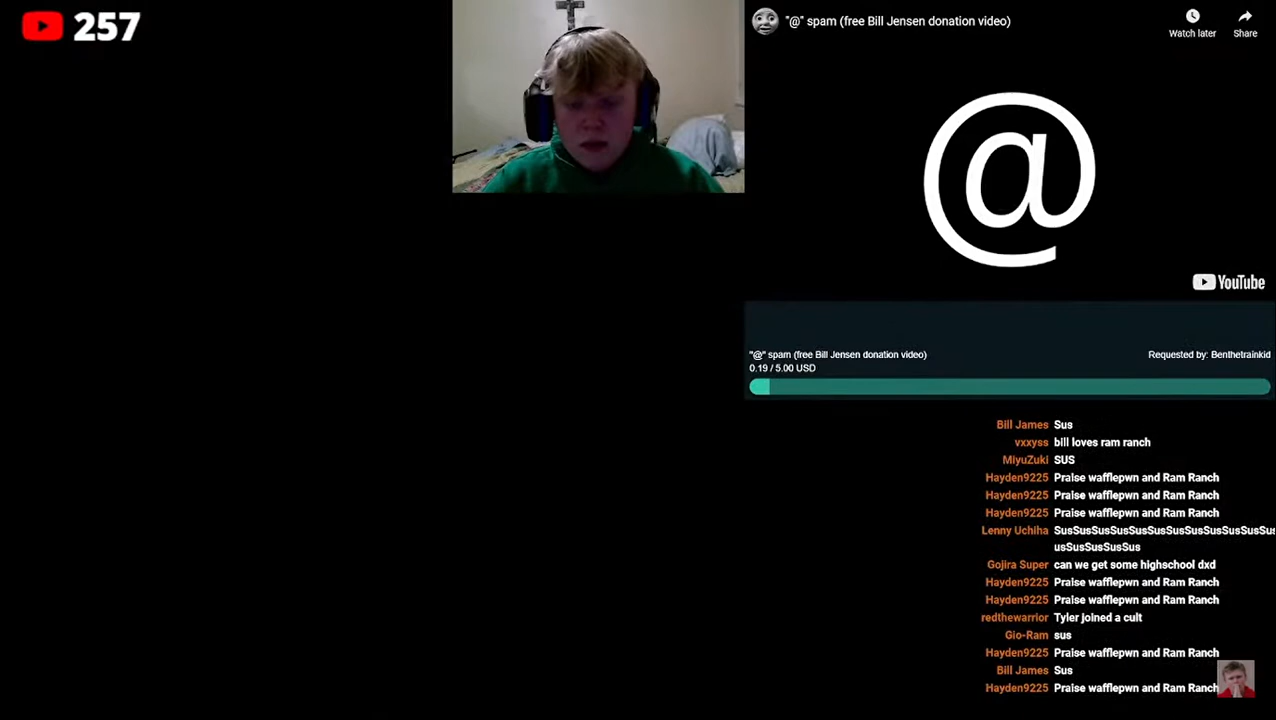 257
"@" spam (free Bill Jensen donation video)
Watch later
Share
@
YouTube
"@" spam (free Bill Jensen donation video)
Requested by: Benthetrainkid
0.19 / 5.00 USD
Bill James Sus
vxxyss bill loves ram ranch
MiyuZuki SUS
Hayden9225 Praise wafflepwn and Ram Ranch
Hayden9225 Praise wafflepwn and Ram Ranch
Hayden9225 Praise wafflepwn and Ram Ranch
Lenny Uchiha SusSusSusSusSusSusSusSusSusSusSusSus
usSusSusSusSus
Gojira Super can we get some highschool dxd
Hayden9225 Praise wafflepwn and Ram Ranch
Hayden9225 Praise wafflepwn and Ram Ranch
redthewarrior Tyler joined a cult
Gio-Ram sus
Hayden9225 Praise wafflepwn and Ram Ranch
Bill James Sus
Hayden9225 Praise wafflepwn and Ram Ranch